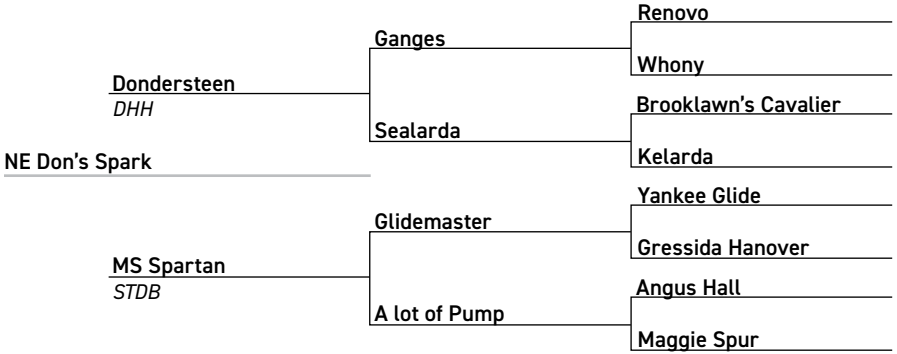 Renovo
Ganges
Whony
Dondersteen
DHH
Brooklawn's Cavalier
Sealarda
Kelarda
NE Don's Spark
Yankee Glide
Glidemaster
Gressida Hanover
MS Spartan
STDB
Angus Hall
A lot of Pump
Maggie Spur